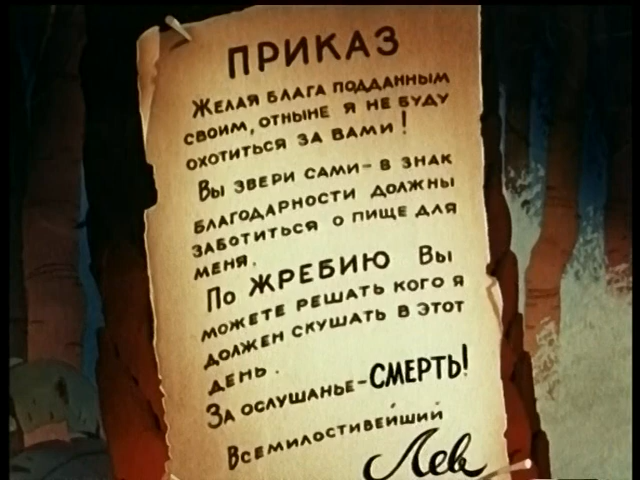 ПРИКАЗ
ЖЕЛАЯ БЛАГА ПОДДАННЫМ
СВОИМ, ОТНЫНЕ Я НЕ БУДУ
ОХОТИТЬСЯ ЗА ВАМИ!
ВЫ ЗВЕРИ САМИ - В ЗНАК
БЛАГОДАРНОСТИ ДОЛЖНЫ
ЗАБОТИТЬСЯ О ПИЩЕ ДЛЯ
МЕНЯ.
ПО ЖРЕБИЮ ВЫ
МОЖЕТЕ РЕШАТЬ КОГО Я
ДОЛЖЕН СКУШАТЬ В ЭТОТ
ДЕНЬ.
ЗА ОСЛУШАНЬЕ - СМЕРТЬ!
ВСЕМИЛОСТИВЕЙШИЙ
Лев